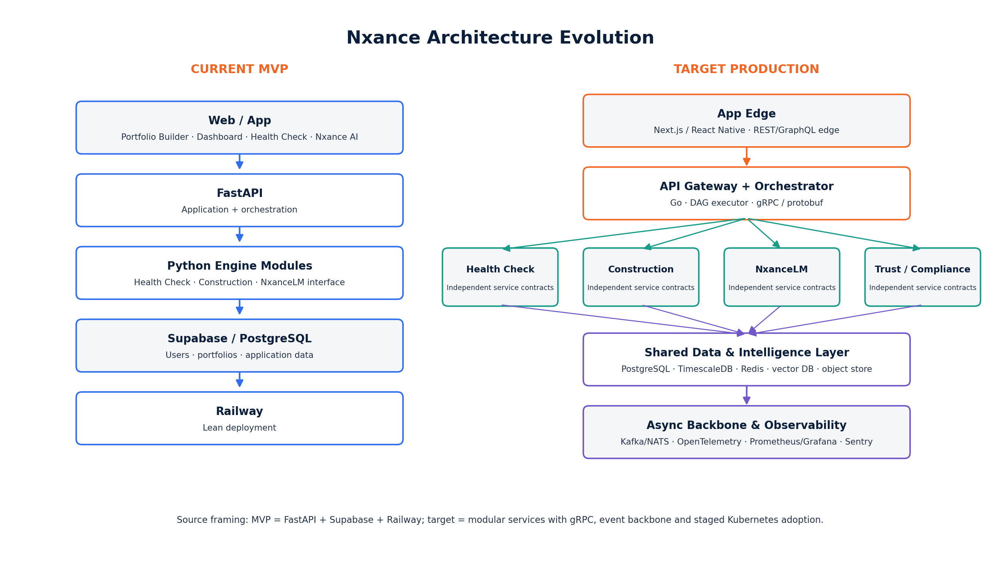 Nxance Architecture Evolution
CURRENT MVP
Web / App
Portfolio Builder · Dashboard · Health Check · Nxance AI
FastAPI
Application + orchestration
Python Engine Modules
Health Check · Construction · NxanceLM interface
Supabase / PostgreSQL
Users · portfolios · application data
Railway
Lean deployment
TARGET PRODUCTION
App Edge
Next.js / React Native · REST/GraphQL edge
API Gateway + Orchestrator
Go · DAG executor · gRPC / protobuf
Health Check
Independent service contracts
Construction
Independent service contracts
NxanceLM
Independent service contracts
Trust / Compliance
Independent service contracts
Shared Data & Intelligence Layer
PostgreSQL · TimescaleDB · Redis · vector DB · object store
Async Backbone & Observability
Kafka/NATS · OpenTelemetry · Prometheus/Grafana · Sentry
Source framing: MVP = FastAPI + Supabase + Railway; target = modular services with gRPC, event backbone and staged Kubernetes adoption.